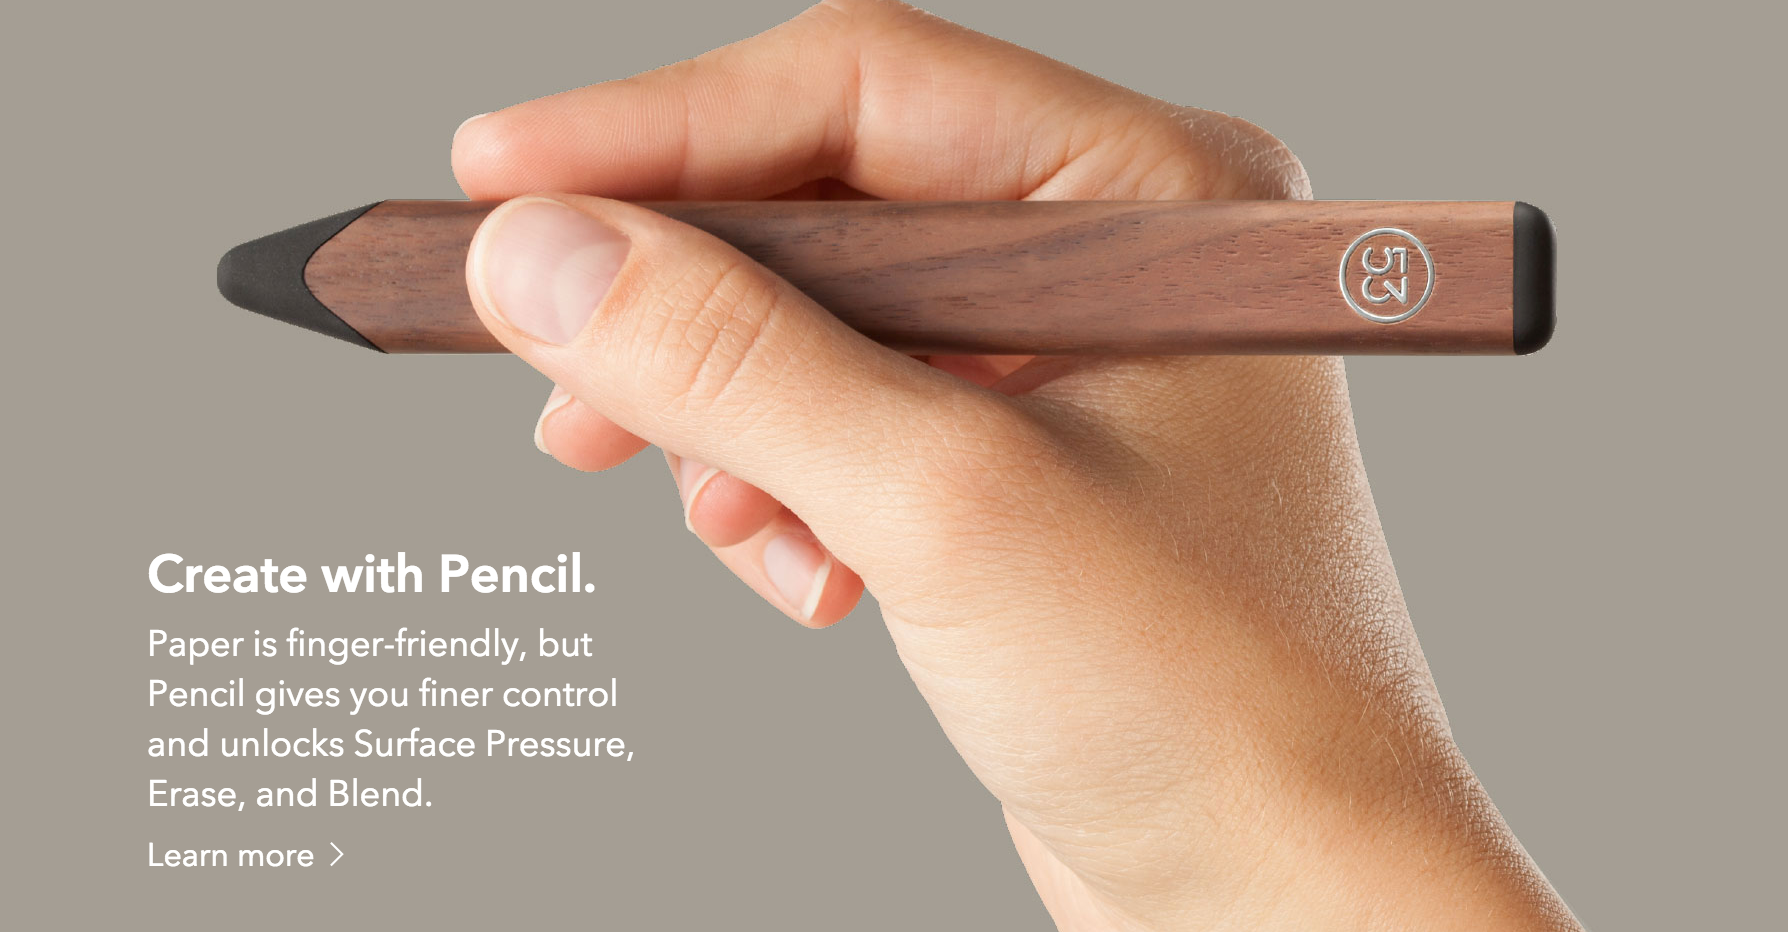 53
Create with Pencil.
Paper is finger-friendly, but
Pencil gives you finer control
and unlocks Surface Pressure,
Erase, and Blend.
Learn more >